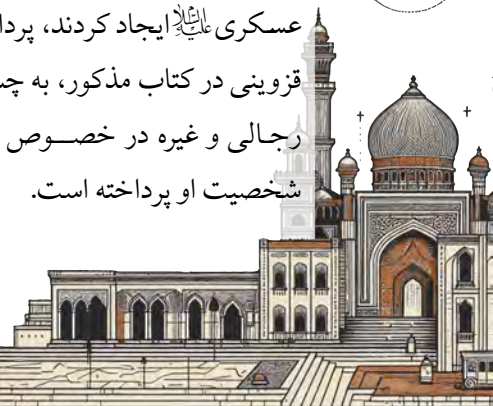 عسکری علیه‌السلام ایجاد کردند، پردا
قزوینی در کتاب مذکور، به چ
رجالی و غیره در خصوص
شخصیت او پرداخته است.